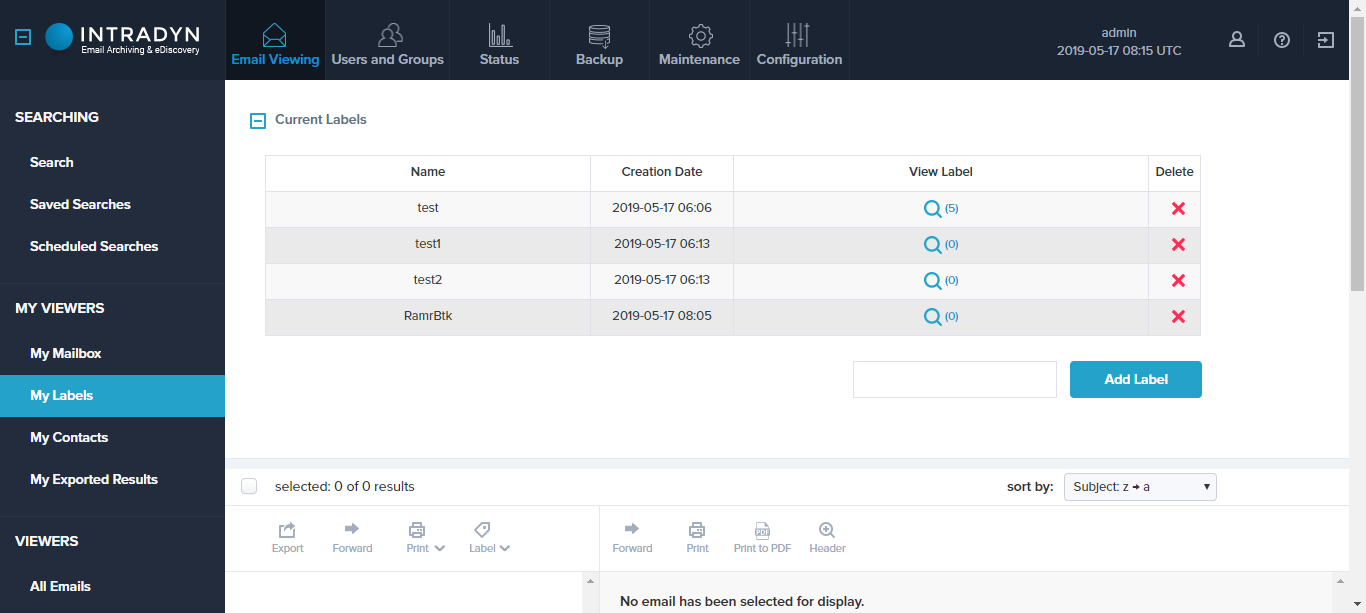 INTRADYN
Email Archiving & eDiscovery
Email Viewing
Users and Groups
Status
Backup
Maintenance
Configuration
admin
2019-05-17 08:15 UTC
SEARCHING
Search
Saved Searches
Scheduled Searches
MY VIEWERS
My Mailbox
My Labels
My Contacts
My Exported Results
VIEWERS
All Emails
Current Labels
Name Creation Date View Label Delete
test 2019-05-17 06:06 (5)
test1 2019-05-17 06:13 (0)
test2 2019-05-17 06:13 (0)
RamrBtk 2019-05-17 08:05 (0)
Add Label
selected: 0 of 0 results
sort by: Subject: z → a
Export Forward Print Label
Forward Print Print to PDF Header
No email has been selected for display.